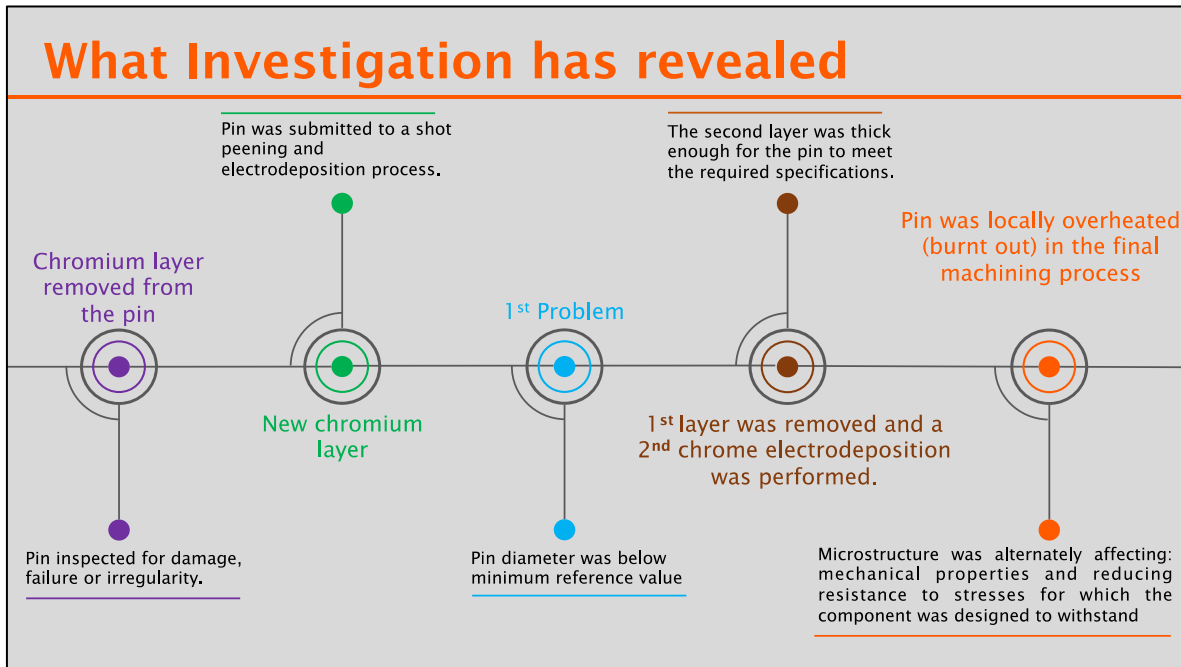 What Investigation has revealed
Chromium layer
removed from
the pin
Pin inspected for damage,
failure or irregularity.
Pin was submitted to a shot
peening and
electrodeposition process.
New chromium
layer
1st Problem
Pin diameter was below
minimum reference value
The second layer was thick
enough for the pin to meet
the required specifications.
1st layer was removed and a
2nd chrome electrodeposition
was performed.
Pin was locally overheated
(burnt out) in the final
machining process
Microstructure was alternately affecting:
mechanical properties and reducing
resistance to stresses for which the
component was designed to withstand